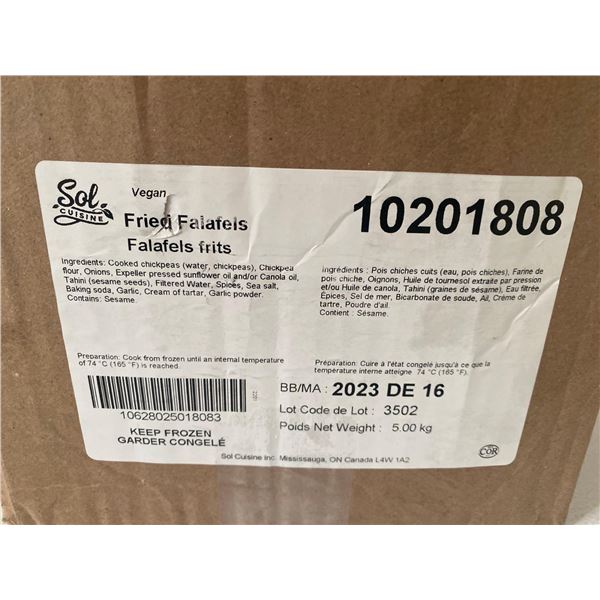 Sol
CUISINE
Vegan
Fried Falafels
Falafels frits
10201808
Ingredients: Cooked chickpeas (water, chickpeas), Chickpea
flour, Onions, Expeller pressed sunflower oil and/or Canola oil,
Tahini (sesame seeds), Filtered Water, Spices, Sea salt,
Baking soda, Garlic, Cream of tartar, Garlic powder.
Contains: Sesame.
Ingrédients : Pois chiches cuits (eau, pois chiches), Farine de
pois chiche, Oignons, Huile de tournesol extraite par pression
et/ou Huile de canola, Tahini (graines de sésame), Eau filtrée,
Épices, Sel de mer, Bicarbonate de soude, Ail, Crème de
tartre, Poudre d'ail.
Contient : Sésame.
Preparation: Cook from frozen until an internal temperature
of 74 °C (165 °F) is reached.
Préparation : Cuire à l'état congelé jusqu'à ce que la
température interne atteigne 74 °C (165 °F).
10628025018083
KEEP FROZEN
GARDER CONGELÉ
BB/MA : 2023 DE 16
Lot Code de Lot : 3502
Poids Net Weight : 5.00 kg
Sol Cuisine Inc. Mississauga, ON Canada L4W 1A2
COR